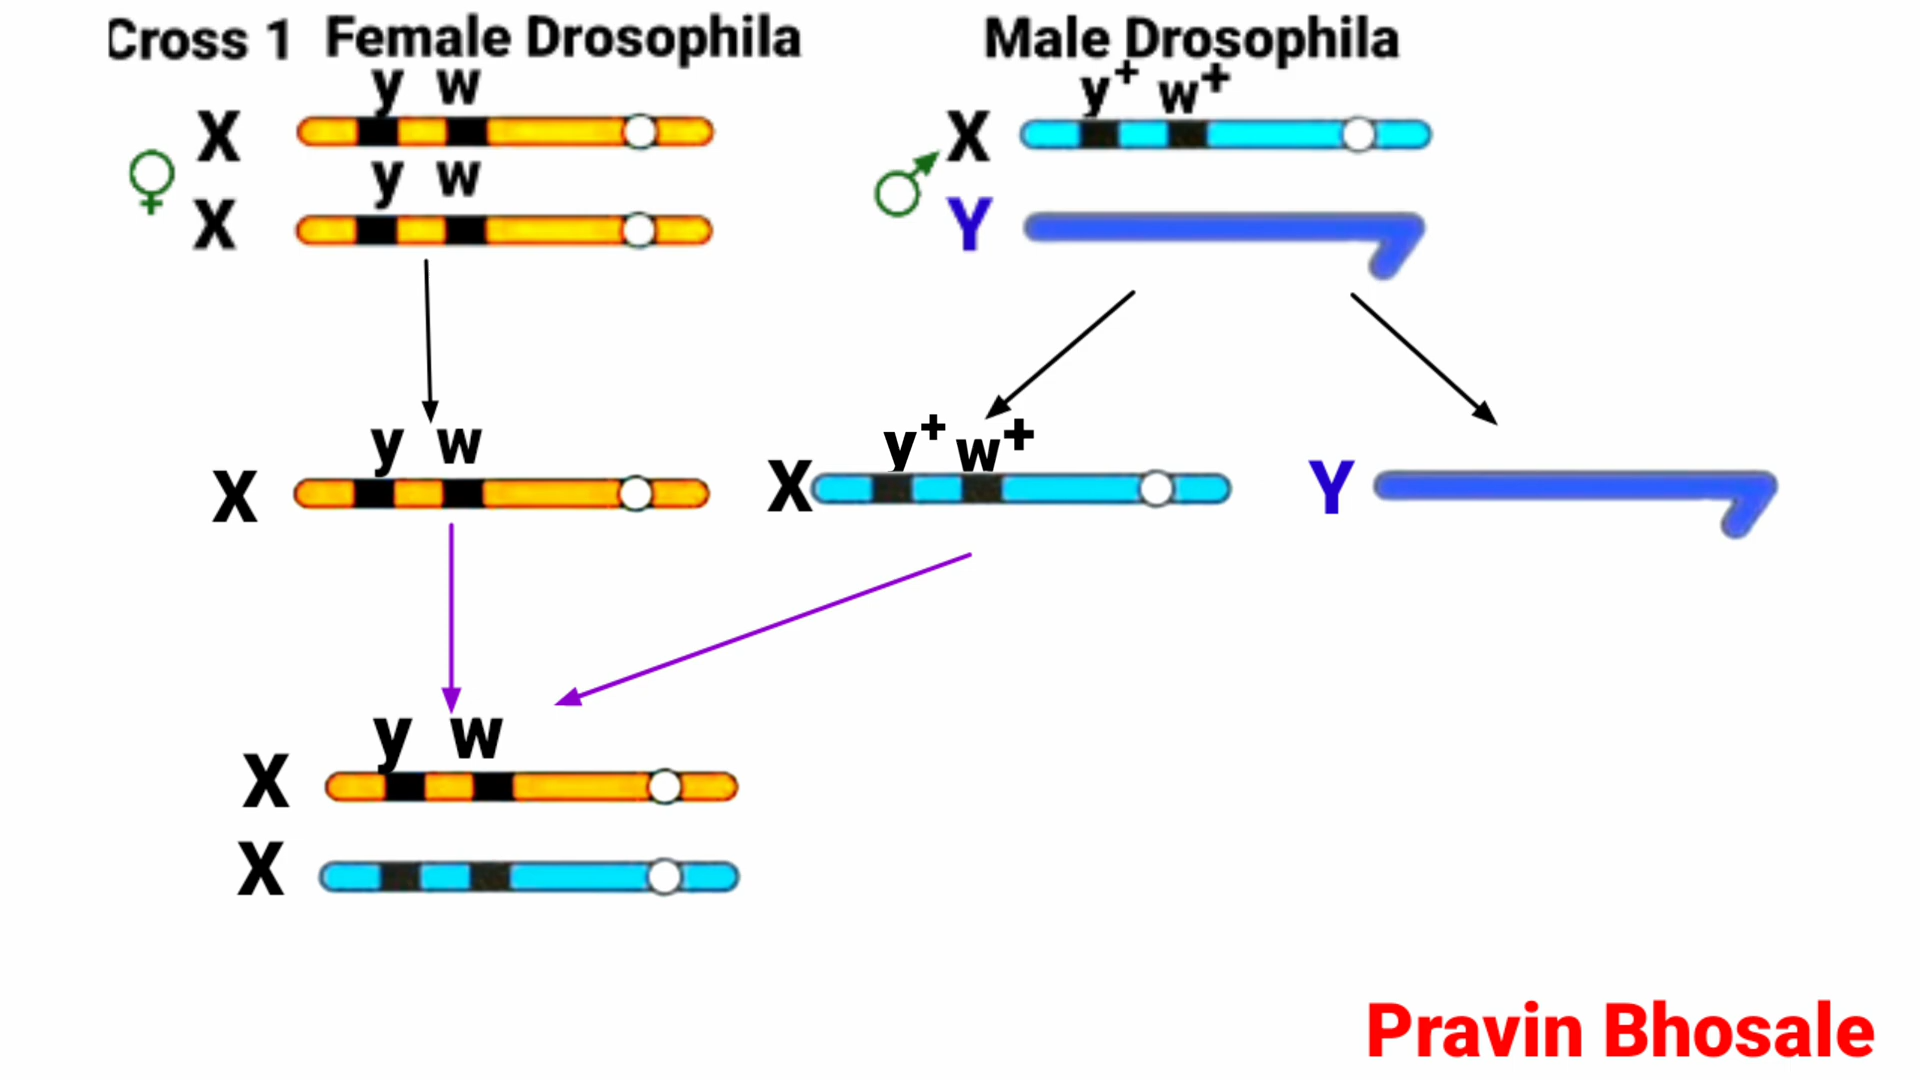 Cross 1 Female Drosophila Male Drosophila
y w y+ w+
X X
y w
X Y
y w y+ w+
X X Y
y w
X
X
Pravin Bhosale